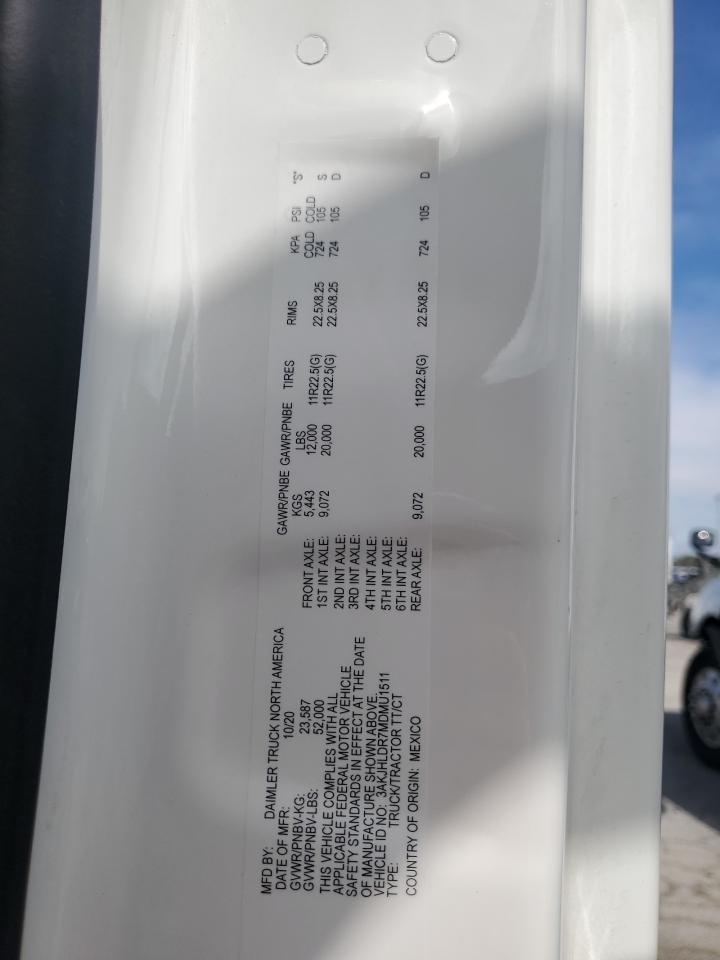 MFD BY: DAIMLER TRUCK NORTH AMERICA
DATE OF MFR: 10/20
GVWR/PNBV-KG: 23,587
GVWR/PNBV-LBS: 52,000
THIS VEHICLE COMPLIES WITH ALL
APPLICABLE FEDERAL MOTOR VEHICLE
SAFETY STANDARDS IN EFFECT AT THE DATE
OF MANUFACTURE SHOWN ABOVE.
VEHICLE ID NO: 3AKJHLDR7MDMU1511
TYPE: TRUCK/TRACTOR TT/CT
COUNTRY OF ORIGIN: MEXICO
GAWR/PNBE GAWR/PNBE TIRES RIMS KPA PSI *S*
KGS LBS COLD COLD
FRONT AXLE: 5,443 12,000 11R22.5(G) 22.5X8.25 724 105 S
1ST INT AXLE: 9,072 20,000 11R22.5(G) 22.5X8.25 724 105 D
2ND INT AXLE:
3RD INT AXLE:
4TH INT AXLE:
5TH INT AXLE:
6TH INT AXLE:
REAR AXLE: 9,072 20,000 11R22.5(G) 22.5X8.25 724 105 D